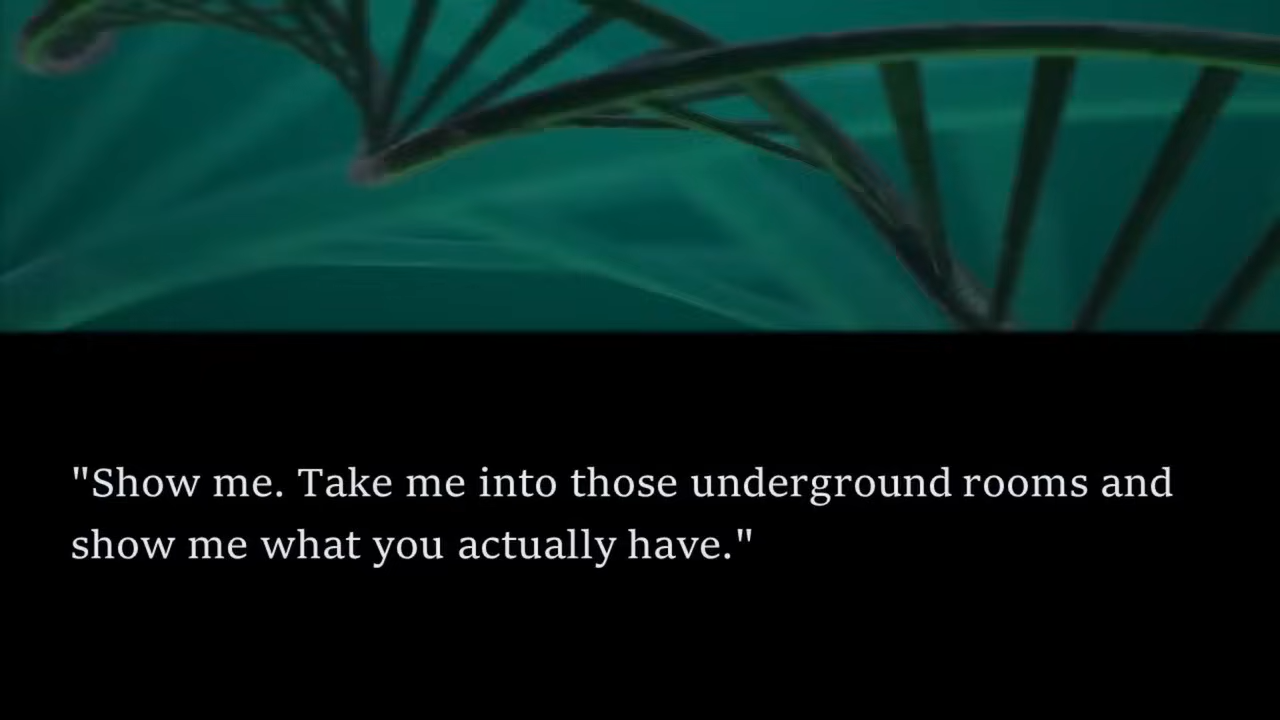 "Show me. Take me into those underground rooms and
show me what you actually have."